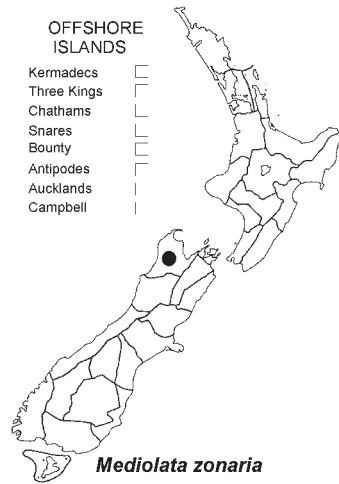 OFFSHORE
ISLANDS
Kermadecs
Three Kings
Chathams
Snares
Bounty
Antipodes
Aucklands
Campbell
Mediolata zonaria